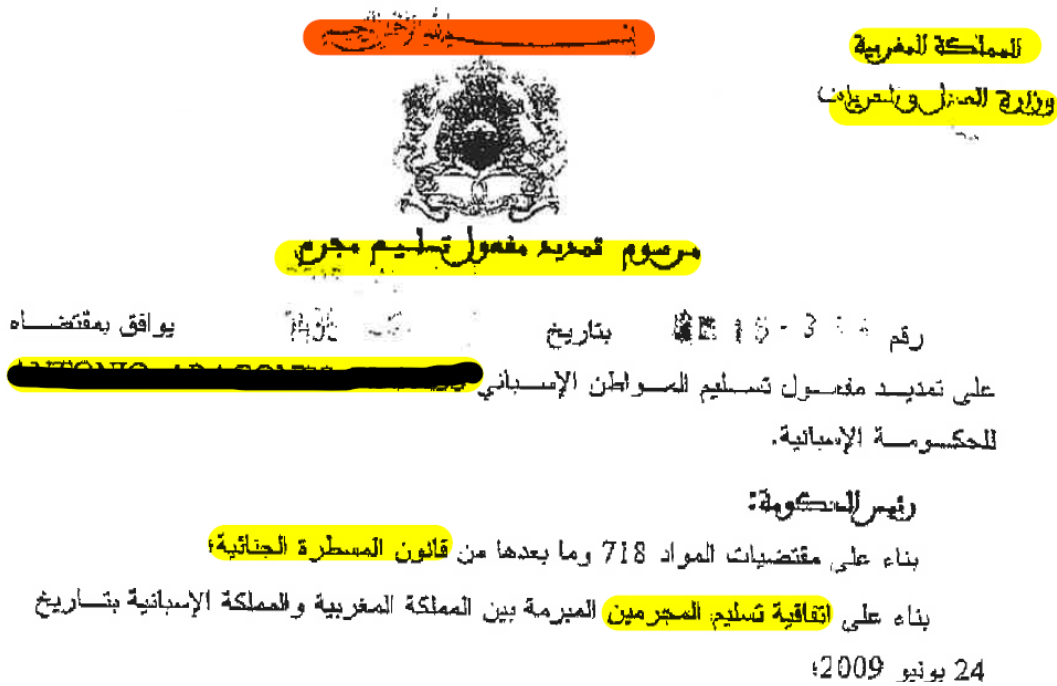 المملكة المغربية
وزارة العدل والحريات
مرسوم تمديد مفعول تسليم مجرم
رقم بتاريخ يوافق بمقتضاه
على تمديد مفعول تسليم المواطن الإسباني
للحكومة الإسبانية.
رئيس الحكومة:
بناء على مقتضيات المواد 718 وما بعدها من قانون المسطرة الجنائية؛
بناء على اتفاقية تسليم المجرمين المبرمة بين المملكة المغربية والمملكة الإسبانية بتاريخ
24 يونيو 2009؛